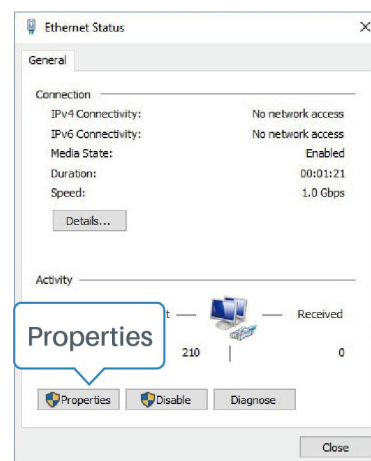 Ethernet Status
General
Connection
IPv4 Connectivity: No network access
IPv6 Connectivity: No network access
Media State: Enabled
Duration: 00:01:21
Speed: 1.0 Gbps
Details...
Activity
Received
Properties
210 | 0
Properties Disable Diagnose
Close